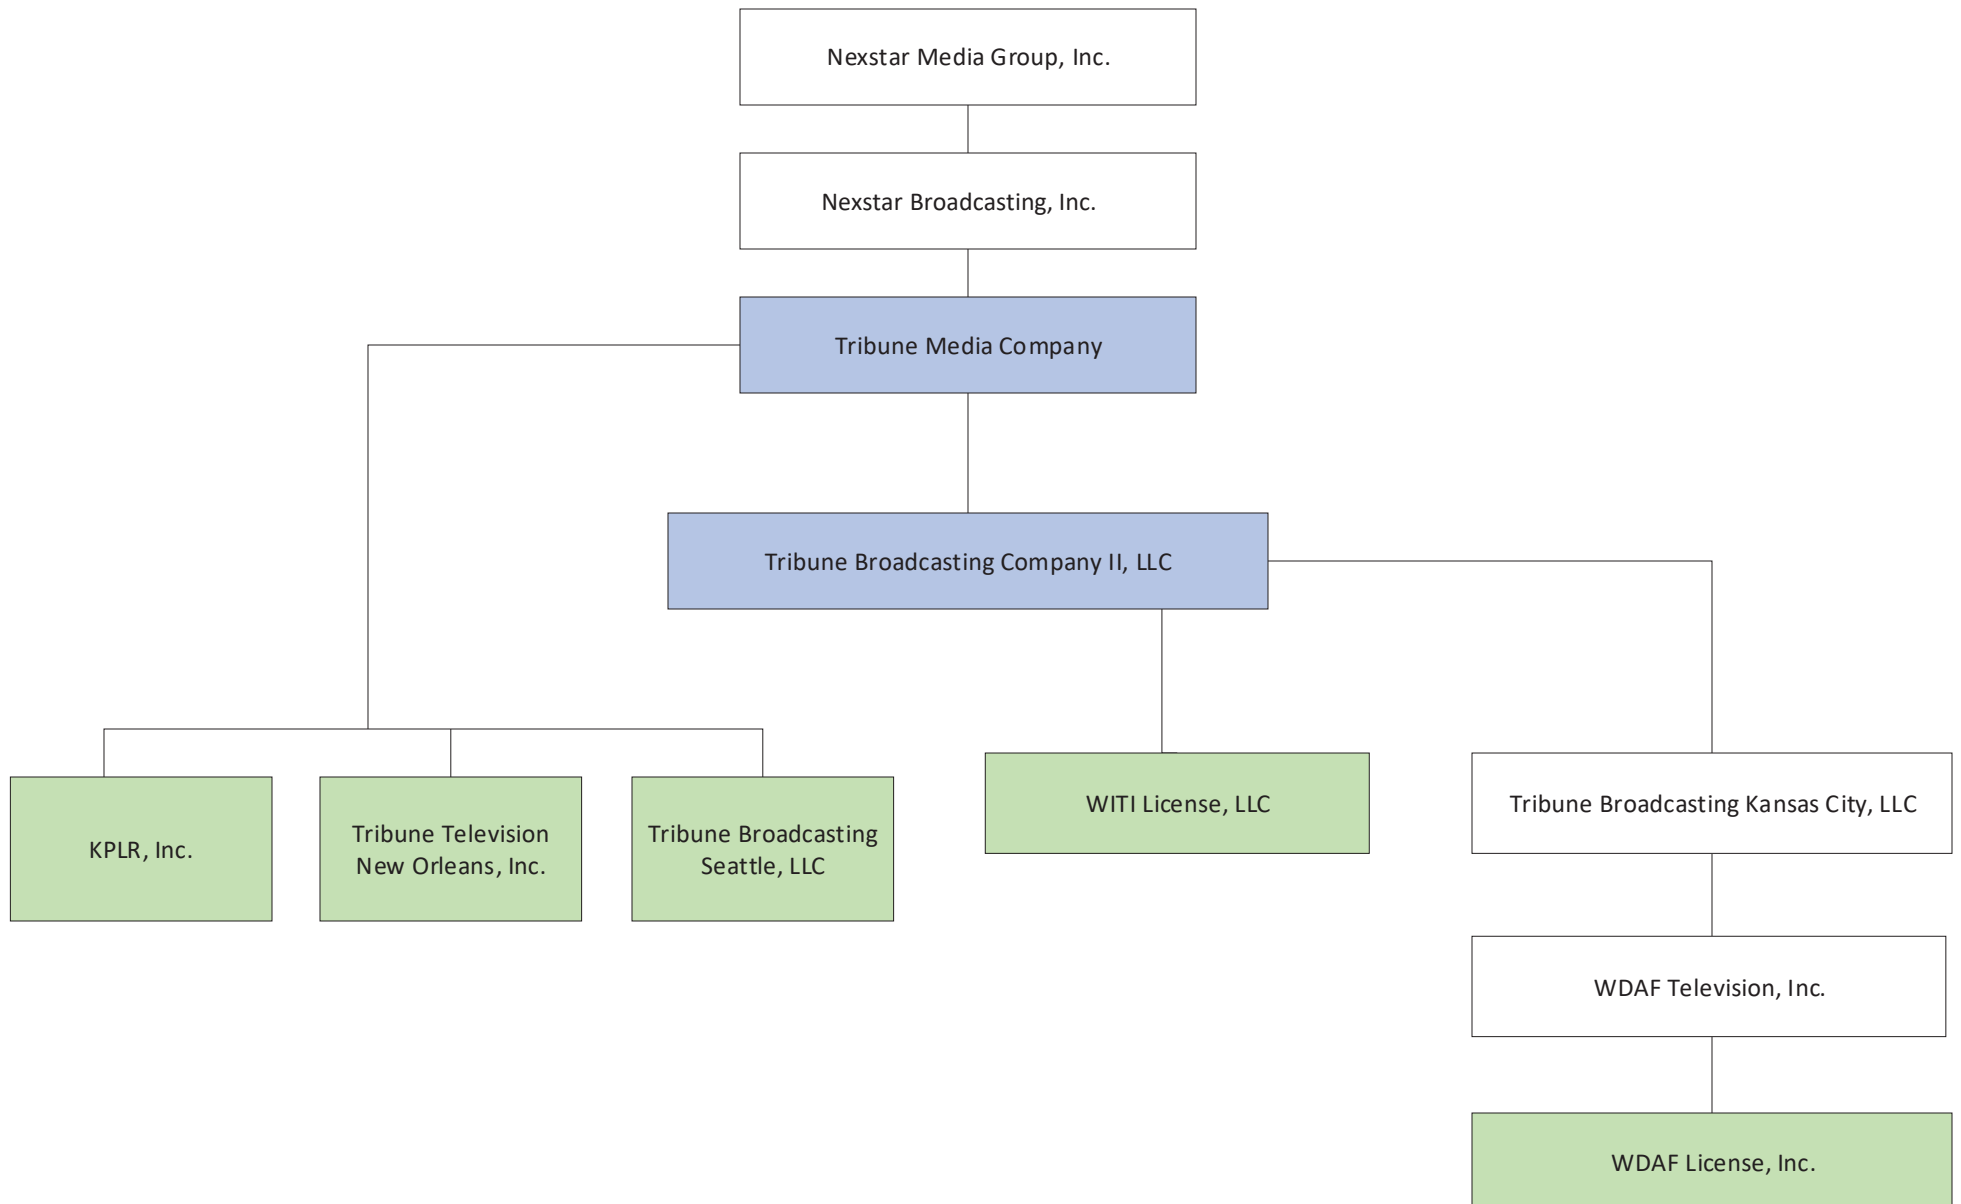 Nexstar Media Group, Inc.
Nexstar Broadcasting, Inc.
Tribune Media Company
Tribune Broadcasting Company II, LLC
KPLR, Inc.
Tribune Television
New Orleans, Inc.
Tribune Broadcasting
Seattle, LLC
WITI License, LLC
Tribune Broadcasting Kansas City, LLC
WDAF Television, Inc.
WDAF License, Inc.